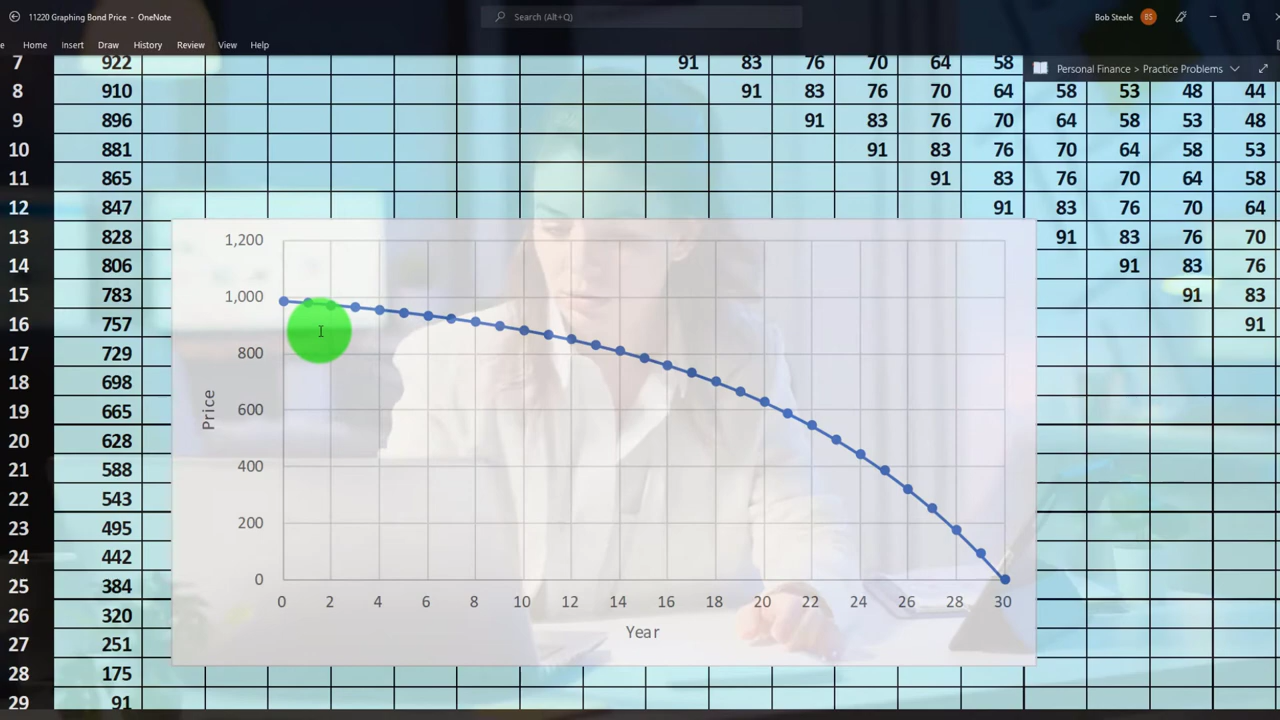 11220 Graphing Bond Price - OneNote
Search (Alt+Q)
Bob Steele BS
e Home Insert Draw History Review View Help
Personal Finance > Practice Problems
7 922 91 83 76 70 64 58
8 910 91 83 76 70 64 58 53 48 44
9 896 91 83 76 70 64 58 53 48
10 881 91 83 76 70 64 58 53
11 865 91 83 76 70 64 58
12 847 91 83 76 70 64
13 828 91 83 76 70
14 806 91 83 76
15 783 91 83
16 757 91
17 729
18 698
19 665
20 628
21 588
22 543
23 495
24 442
25 384
26 320
27 251
28 175
29 91
1,200
1,000
800
600
400
200
0
Price
0 2 4 6 8 10 12 14 16 18 20 22 24 26 28 30
Year